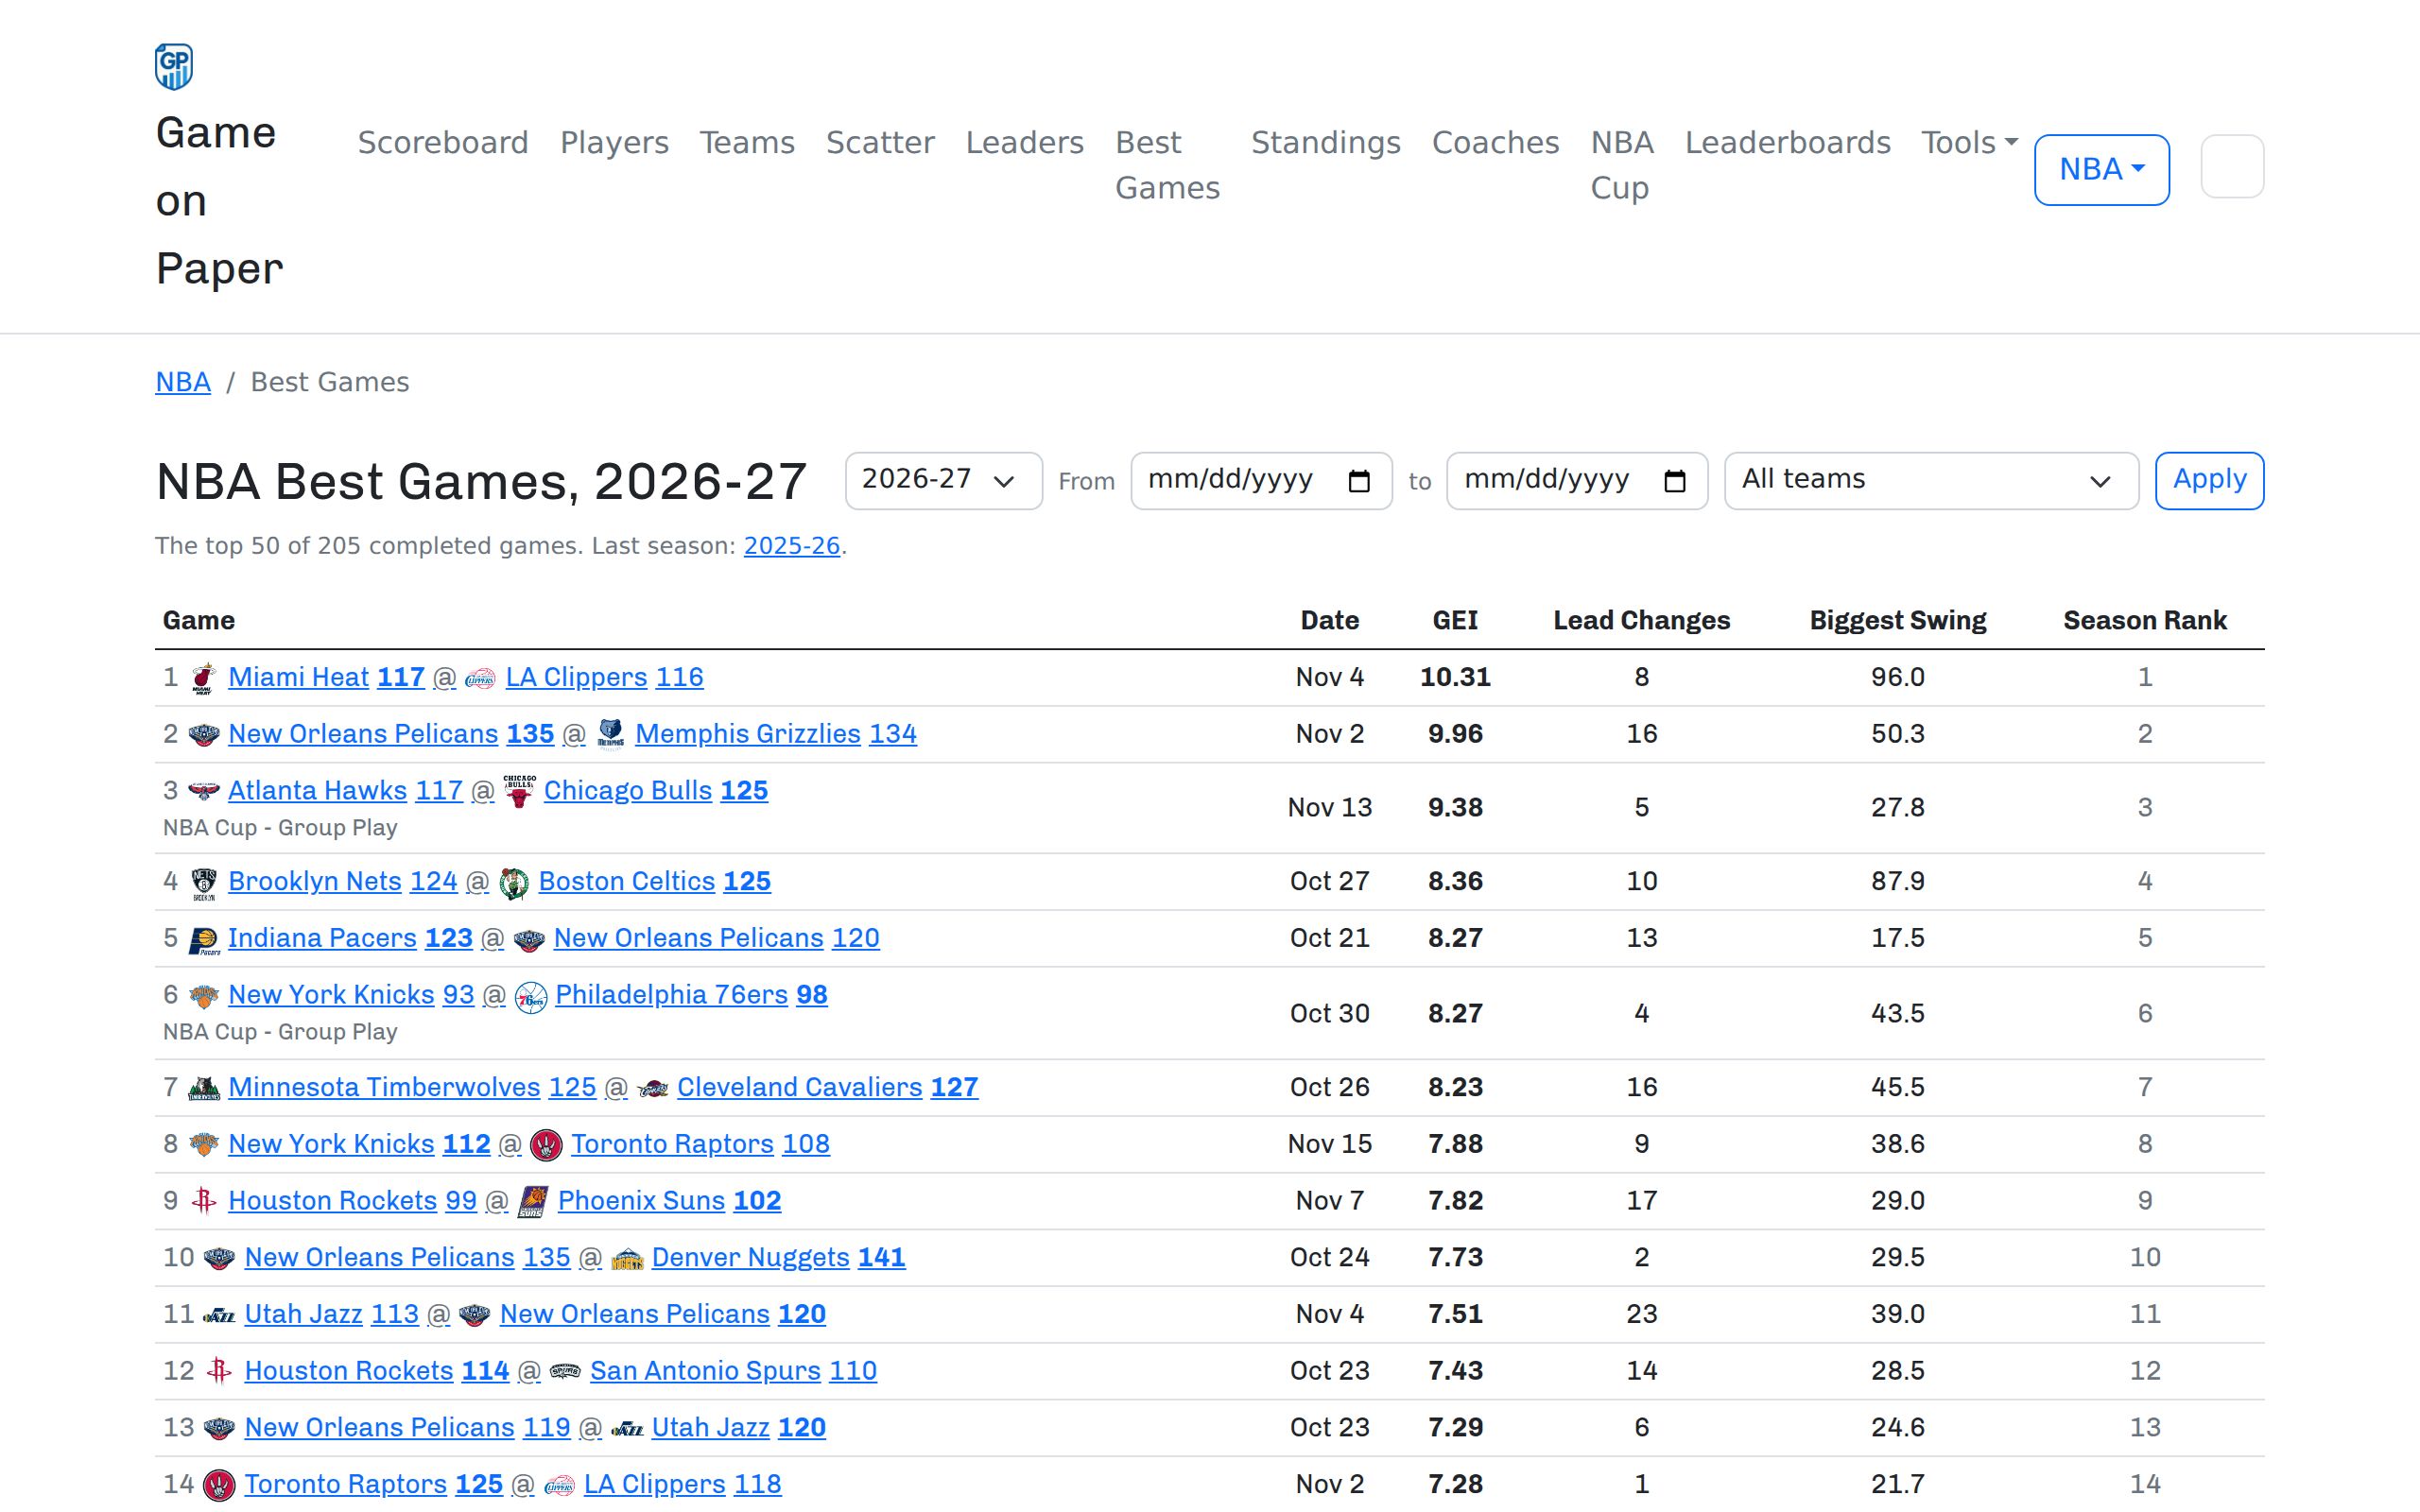 GP
Game
on
Paper
Scoreboard Players Teams Scatter Leaders Best Games Standings Coaches NBA Cup Leaderboards Tools NBA
NBA / Best Games
NBA Best Games, 2026-27 2026-27 From mm/dd/yyyy to mm/dd/yyyy All teams Apply
The top 50 of 205 completed games. Last season: 2025-26.
Game Date GEI Lead Changes Biggest Swing Season Rank
1 Miami Heat 117 @ LA Clippers 116 Nov 4 10.31 8 96.0 1
2 New Orleans Pelicans 135 @ Memphis Grizzlies 134 Nov 2 9.96 16 50.3 2
3 Atlanta Hawks 117 @ Chicago Bulls 125 Nov 13 9.38 5 27.8 3
NBA Cup - Group Play
4 Brooklyn Nets 124 @ Boston Celtics 125 Oct 27 8.36 10 87.9 4
5 Indiana Pacers 123 @ New Orleans Pelicans 120 Oct 21 8.27 13 17.5 5
6 New York Knicks 93 @ Philadelphia 76ers 98 Oct 30 8.27 4 43.5 6
NBA Cup - Group Play
7 Minnesota Timberwolves 125 @ Cleveland Cavaliers 127 Oct 26 8.23 16 45.5 7
8 New York Knicks 112 @ Toronto Raptors 108 Nov 15 7.88 9 38.6 8
9 Houston Rockets 99 @ Phoenix Suns 102 Nov 7 7.82 17 29.0 9
10 New Orleans Pelicans 135 @ Denver Nuggets 141 Oct 24 7.73 2 29.5 10
11 Utah Jazz 113 @ New Orleans Pelicans 120 Nov 4 7.51 23 39.0 11
12 Houston Rockets 114 @ San Antonio Spurs 110 Oct 23 7.43 14 28.5 12
13 New Orleans Pelicans 119 @ Utah Jazz 120 Oct 23 7.29 6 24.6 13
14 Toronto Raptors 125 @ LA Clippers 118 Nov 2 7.28 1 21.7 14